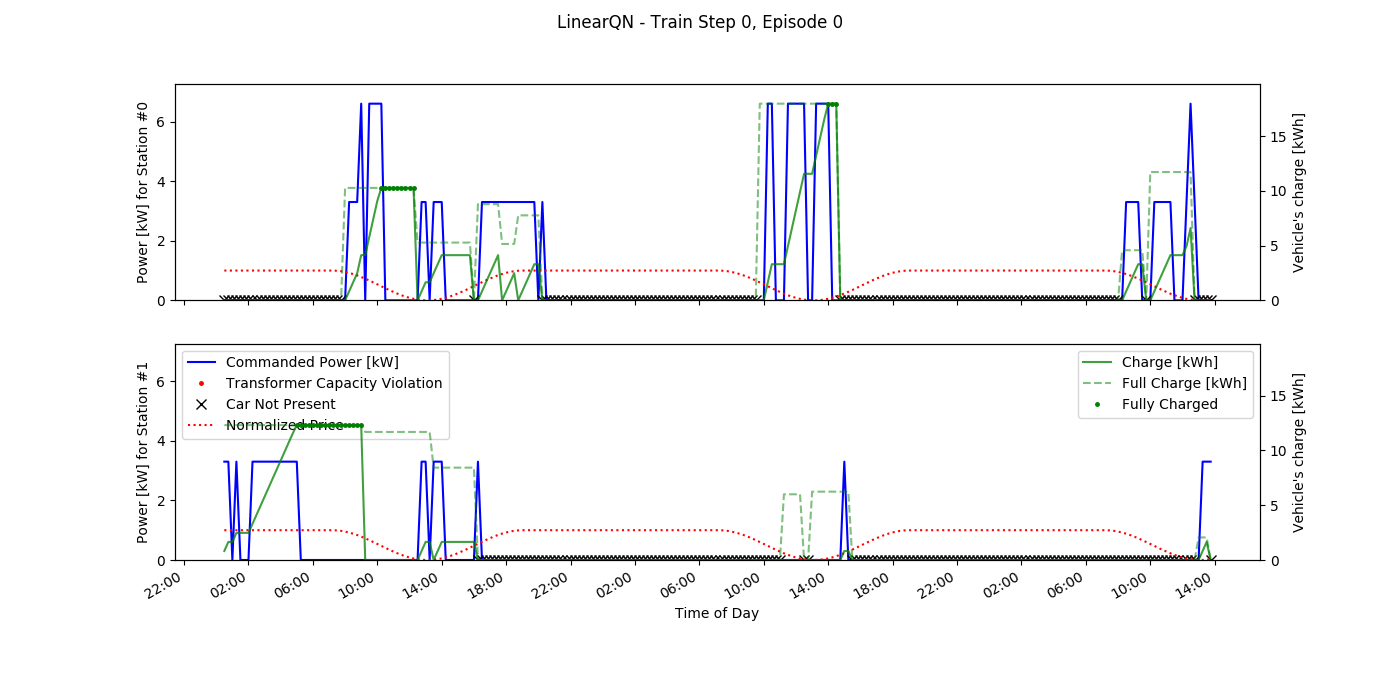 LinearQN - Train Step 0, Episode 0
Power [kW] for Station #0
6
4
2
0
15
10
5
0
Vehicle's charge [kWh]
Power [kW] for Station #1
6
4
2
0
Commanded Power [kW]
Transformer Capacity Violation
Car Not Present
Normalized Price
Charge [kWh]
Full Charge [kWh]
Fully Charged
15
10
5
0
Vehicle's charge [kWh]
22:00 02:00 06:00 10:00 14:00 18:00 22:00 02:00 06:00 10:00 14:00 18:00 22:00 02:00 06:00 10:00 14:00
Time of Day